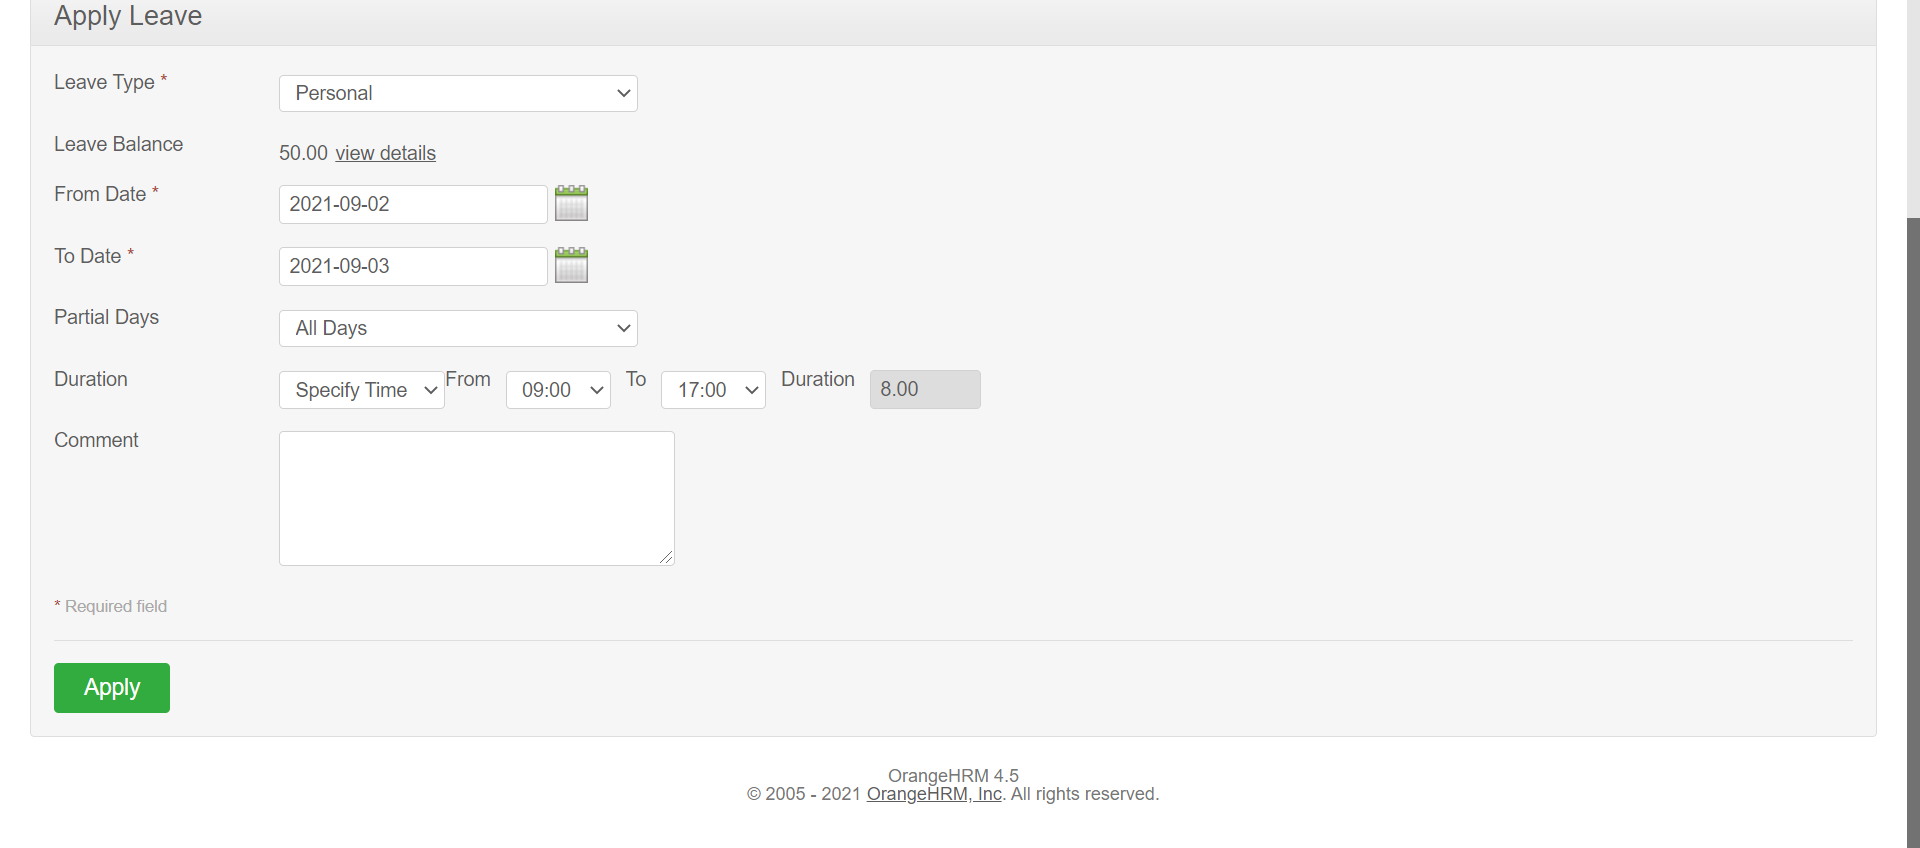 Apply Leave
Leave Type *
Personal
Leave Balance
50.00 view details
From Date *
2021-09-02
To Date *
2021-09-03
Partial Days
All Days
Duration
Specify Time From 09:00 To 17:00 Duration 8.00
Comment
* Required field
Apply
OrangeHRM 4.5
© 2005 - 2021 OrangeHRM, Inc. All rights reserved.